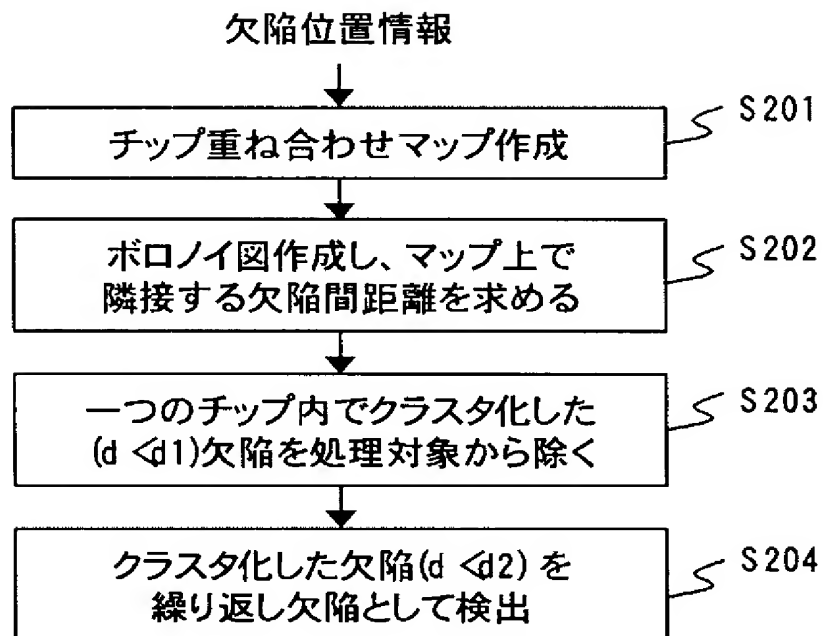 欠陥位置情報
チップ重ね合わせマップ作成
S201
ボロノイ図作成し、マップ上で
隣接する欠陥間距離を求める
S202
一つのチップ内でクラスタ化した
(d <d1)欠陥を処理対象から除く
S203
クラスタ化した欠陥(d <d2) を
繰り返し欠陥として検出
S204